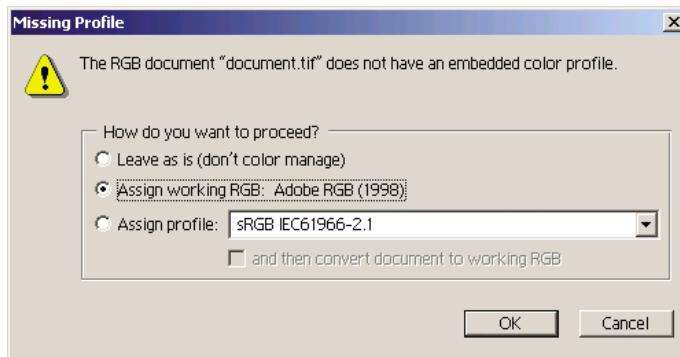 Missing Profile
The RGB document “document.tif” does not have an embedded color profile.
How do you want to proceed?
Leave as is (don't color manage)
Assign working RGB: Adobe RGB (1998)
Assign profile: sRGB IEC61966-2.1
and then convert document to working RGB
OK Cancel